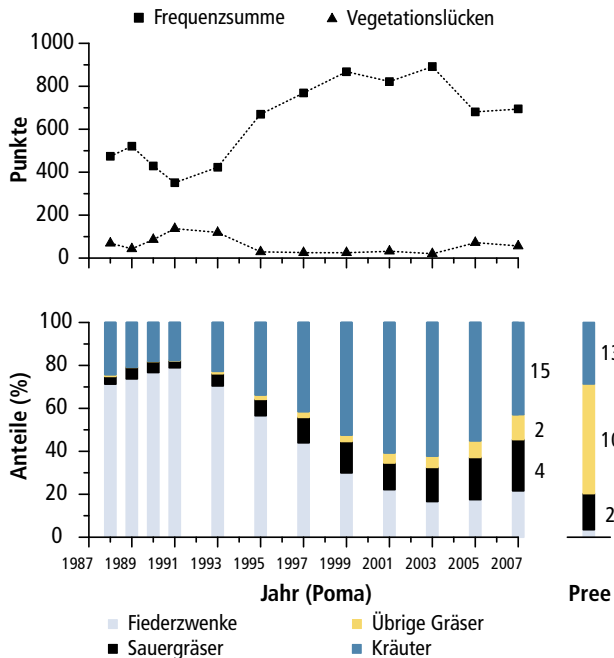 Frequenzsumme Vegetationslücken
1000
800
600
400
200
0
Punkte
100
80
60
40
20
0
Anteile (%)
15
2
4
13
2
1987 1989 1991 1993 1995 1997 1999 2001 2003 2005 2007
Jahr (Poma) Pree
Fiederzwenke Übrige Gräser
Sauergräser Kräuter